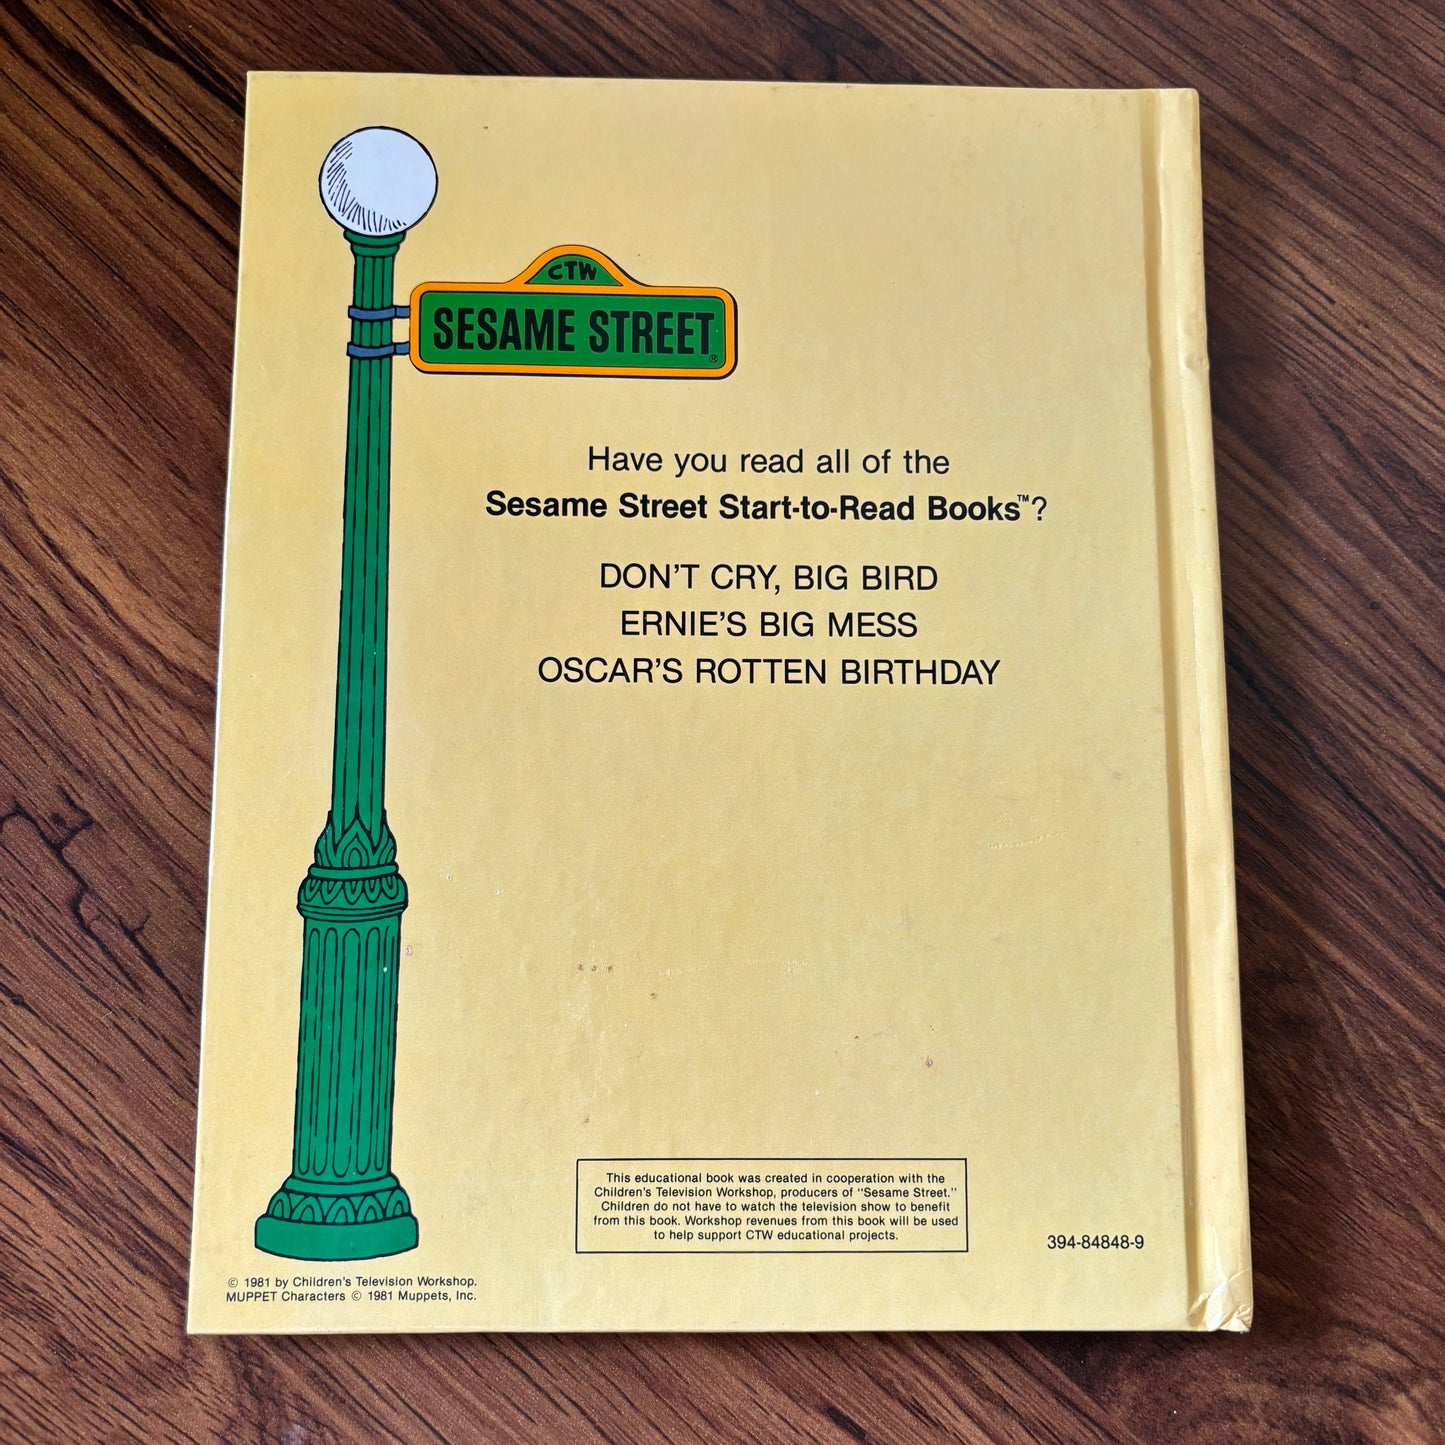 CTW
SESAME STREET®
Have you read all of the
Sesame Street Start-to-Read Books™?
DON'T CRY, BIG BIRD
ERNIE'S BIG MESS
OSCAR'S ROTTEN BIRTHDAY
This educational book was created in cooperation with the
Children's Television Workshop, producers of "Sesame Street."
Children do not have to watch the television show to benefit
from this book. Workshop revenues from this book will be used
to help support CTW educational projects.
394-84848-9
© 1981 by Children's Television Workshop.
MUPPET Characters © 1981 Muppets, Inc.